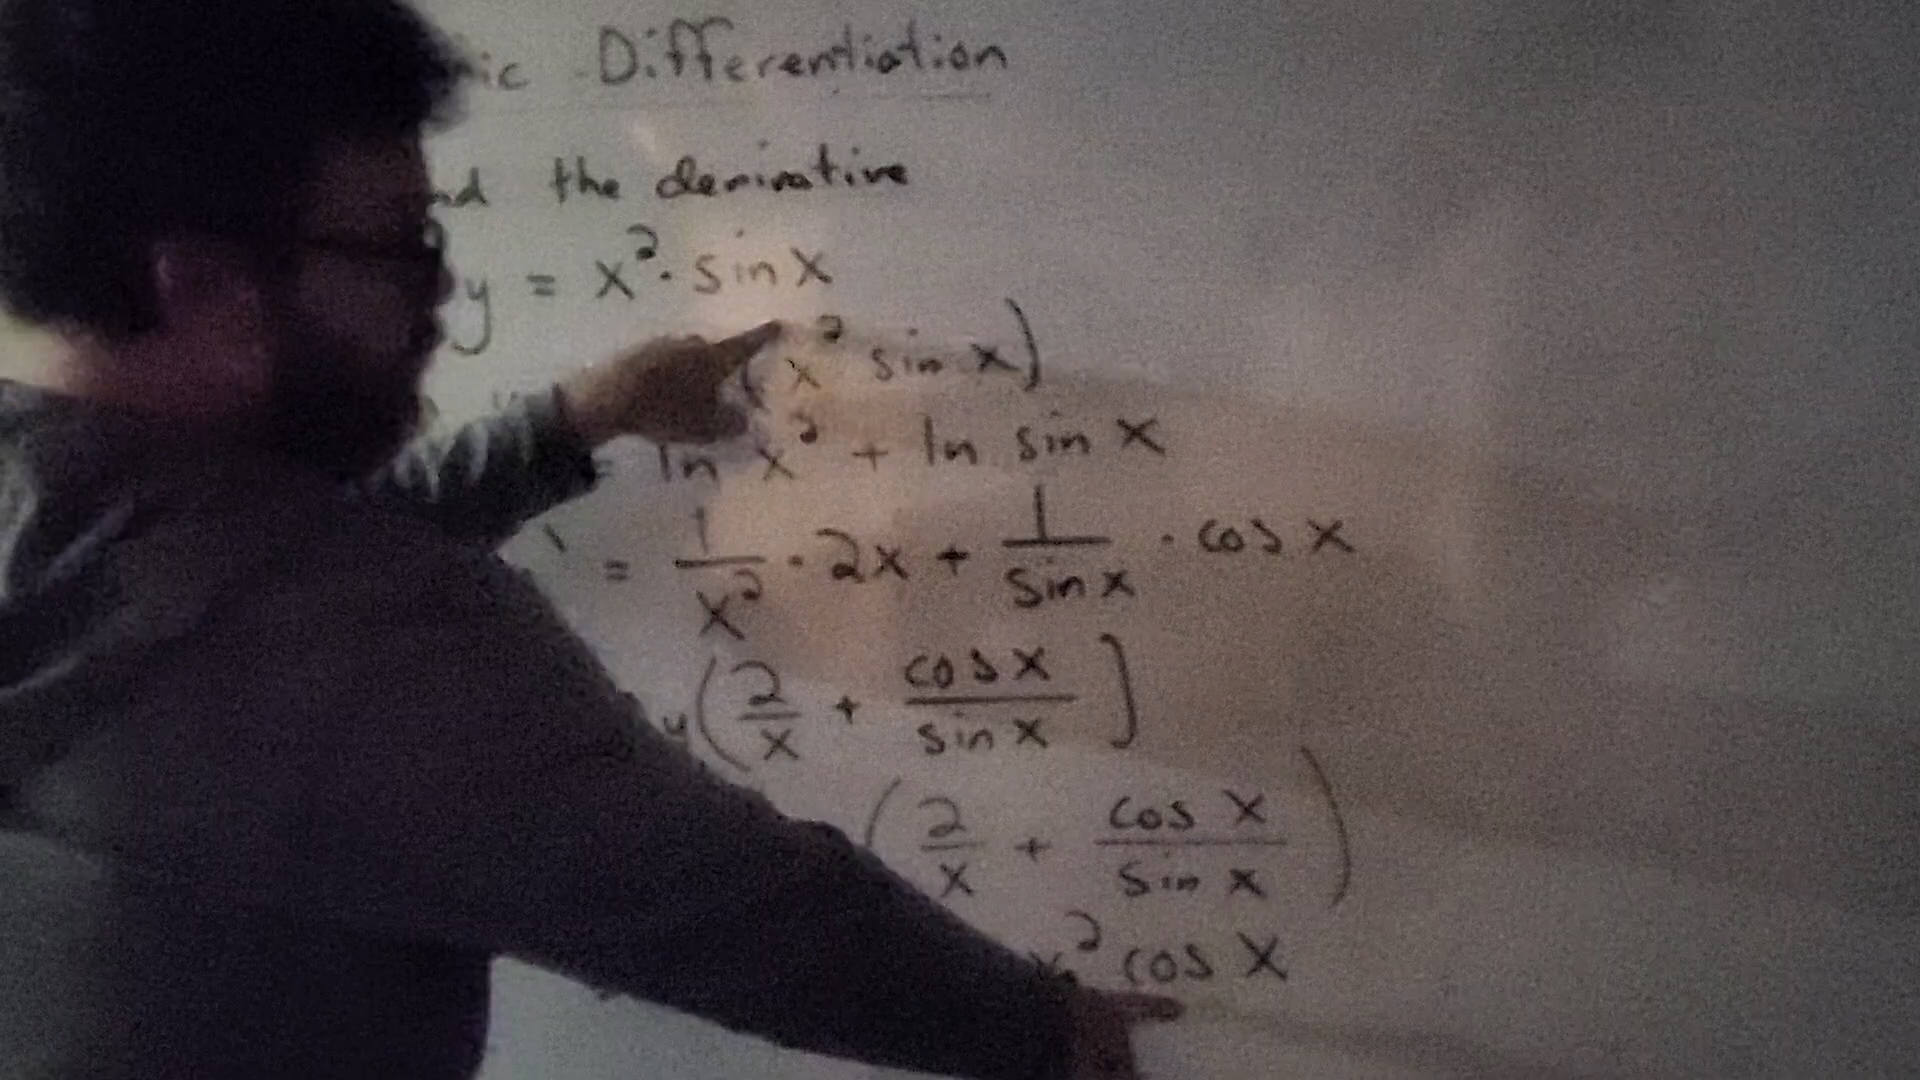 ic Differentiation
nd the derivative
y = x². sin x
(x² sin x)
= ln x² + ln sin x
' = 1/x² · 2x + 1/sin x · cos x
y(2/x + cos x/sin x]
(2/x + cos x/sin x)
x² cos x